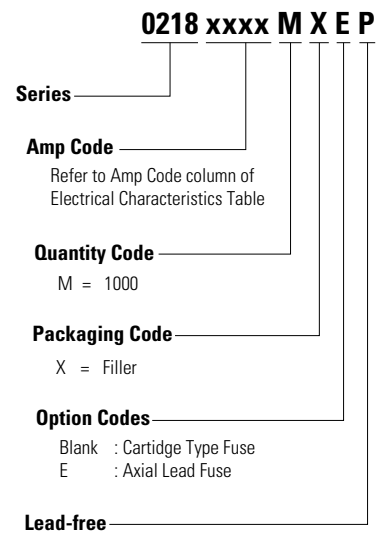 0218 xxxx M X E P
Series
Amp Code
Refer to Amp Code column of
Electrical Characteristics Table
Quantity Code
M = 1000
Packaging Code
X = Filler
Option Codes
Blank : Cartidge Type Fuse
E : Axial Lead Fuse
Lead-free